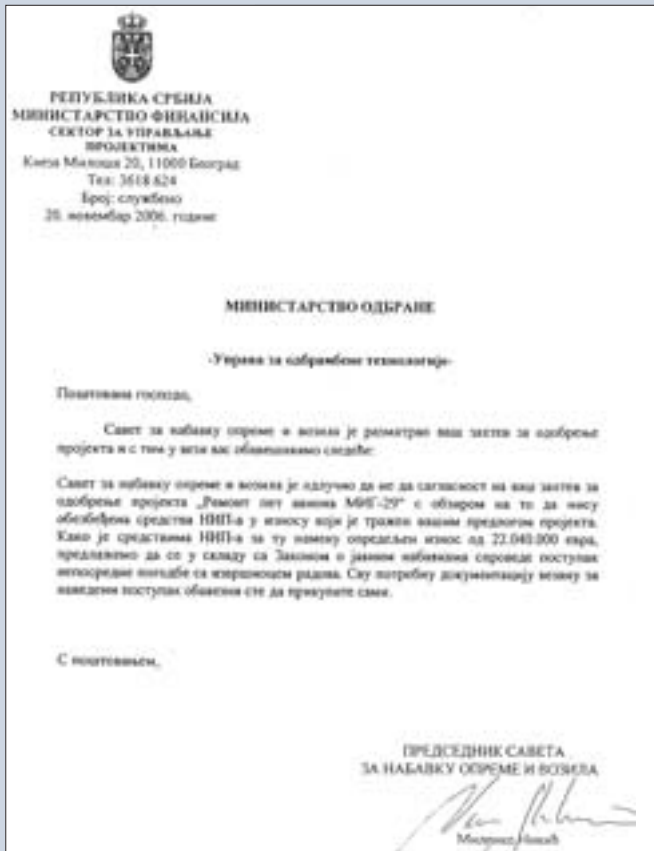 РЕПУБЛИКА СРБИЈА
МИНИСТАРСТВО ФИНАНСИЈА
СЕКТОР ЗА УПРАВЉАЊЕ
ПРОЈЕКТИМА
Кнеза Милоша 20, 11000 Београд
Тел: 3618 624
Број: службено
20. новембар 2006. године
МИНИСТАРСТВО ОДБРАНЕ
-Управа за одбрамбене технологије-
Поштована господо,
Савет за набавку опреме и возила је размотрио ваш захтев за одобрење
пројекта и с тим у вези вас обавештавамо следеће:
Савет за набавку опреме и возила је одлучио да не да сагласност на ваш захтев за
одобрење пројекта „Ремонт пет авиона МИГ-29“ с обзиром на то да нису
обезбеђена средства НИП-а у износу који је тражен вашим предлогом пројекта.
Како је средствима НИП-а за ту намену опредељен износ од 22.040.000 евра,
предложено да се у складу са Законом о јавним набавкама спроведе поступак
непосредне погодбе са извршиоцем радова. Сву потребну документацију везану за
наведени поступак обавезни сте да прикупите сами.
С поштовањем,
ПРЕДСЕДНИК САВЕТА
ЗА НАБАВКУ ОПРЕМЕ И ВОЗИЛА